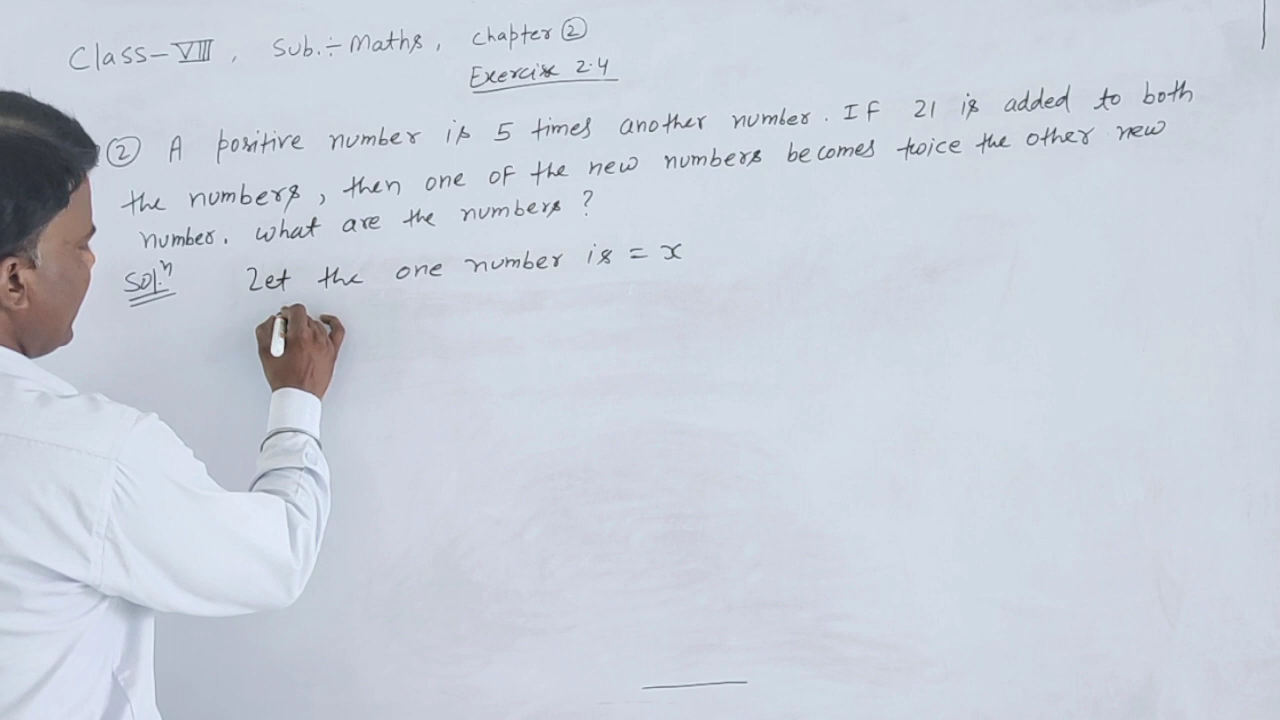 Class-VIII, Sub.÷Maths, Chapter ②
Exercise 2.4
② A positive number is 5 times another number. If 21 is added to both
the numbers, then one of the new numbers becomes twice the other new
number. What are the numbers?
Sol.ⁿ Let the one number is = x